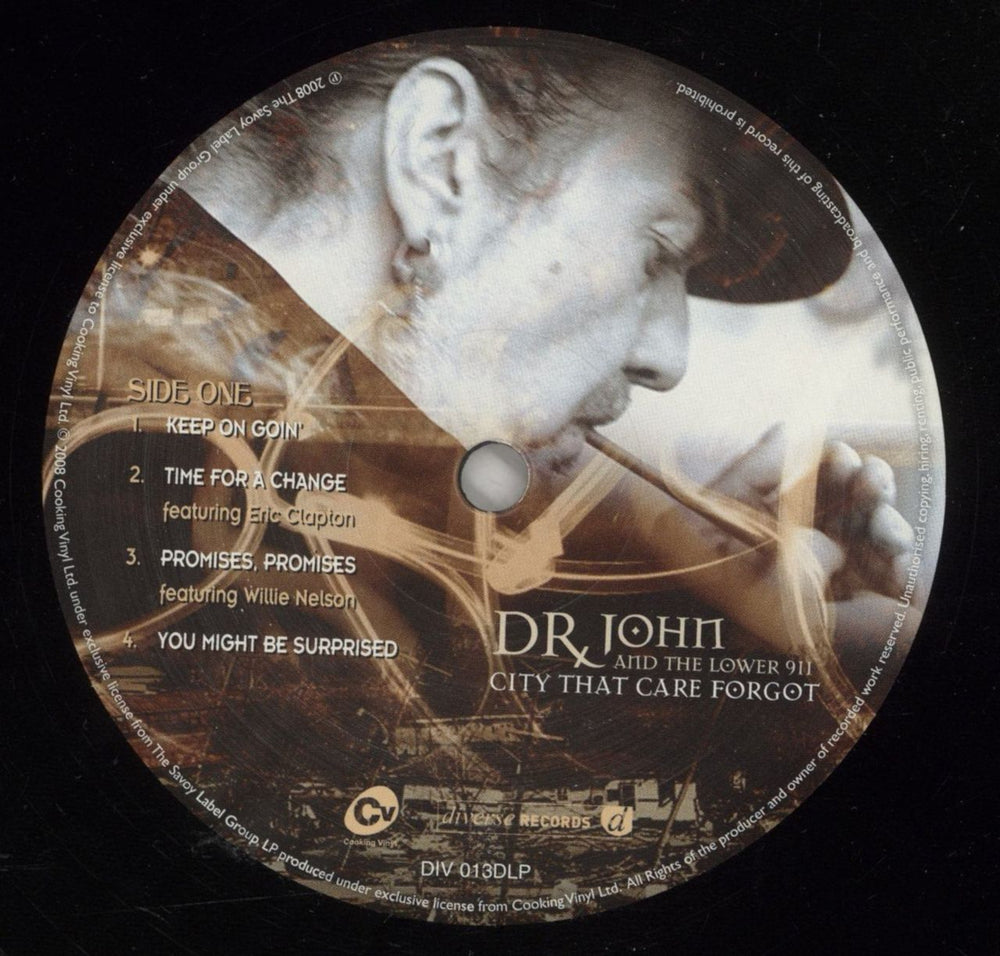 SIDE ONE
1. KEEP ON GOIN'
2. TIME FOR A CHANGE
featuring Eric Clapton
3. PROMISES, PROMISES
featuring Willie Nelson
4. YOU MIGHT BE SURPRISED
DR JOHN
AND THE LOWER 911
CITY THAT CARE FORGOT
CV
Cooking Vinyl
diverse RECORDS d
DIV 013DLP
℗ 2008 The Savoy Label Group under exclusive license to Cooking Vinyl Ltd. © 2008 Cooking Vinyl Ltd. under exclusive license from The Savoy Label Group. LP produced under exclusive license from Cooking Vinyl Ltd. All Rights of the producer and owner of recorded work reserved. Unauthorised copying, hiring, renting, public performance and broadcasting of this record is prohibited.